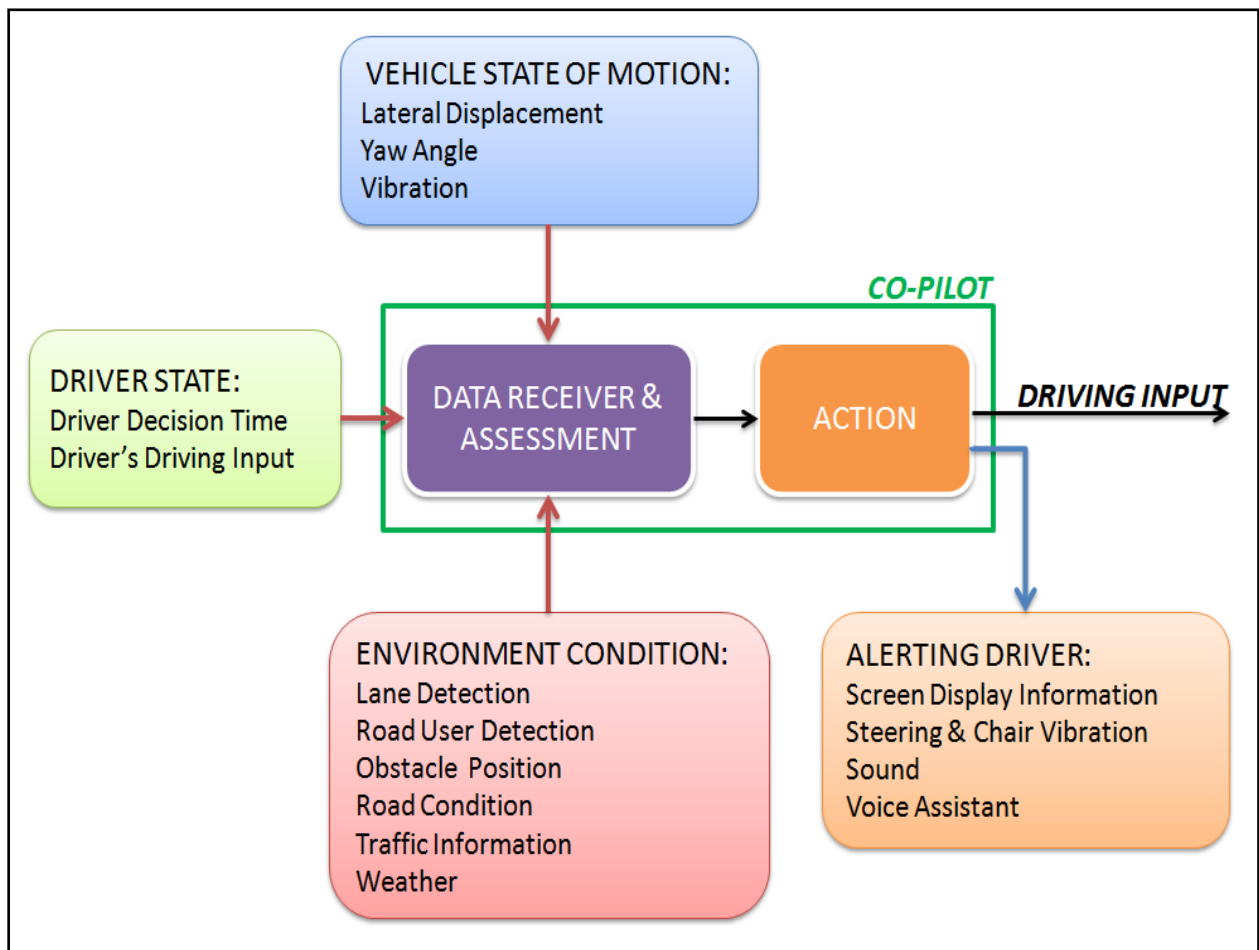 VEHICLE STATE OF MOTION:
Lateral Displacement
Yaw Angle
Vibration
CO-PILOT
DRIVER STATE:
Driver Decision Time
Driver's Driving Input
DATA RECEIVER &
ASSESSMENT
ACTION
DRIVING INPUT
ENVIRONMENT CONDITION:
Lane Detection
Road User Detection
Obstacle Position
Road Condition
Traffic Information
Weather
ALERTING DRIVER:
Screen Display Information
Steering & Chair Vibration
Sound
Voice Assistant